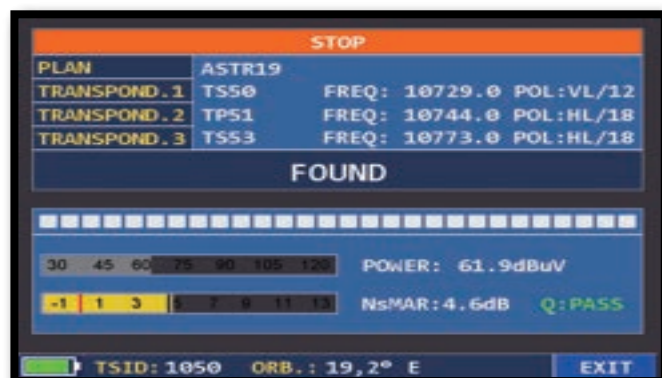 STOP
PLAN ASTR19
TRANSPOND.1 TS50 FREQ: 10729.0 POL:VL/12
TRANSPOND.2 TP51 FREQ: 10744.0 POL:HL/18
TRANSPOND.3 TS53 FREQ: 10773.0 POL:HL/18
FOUND
30 45 60 75 90 105 120 POWER: 61.9dBuV
-1 1 3 5 7 9 11 13 NsMAR:4.6dB Q:PASS
TSID:1050 ORB.:19,2° E EXIT